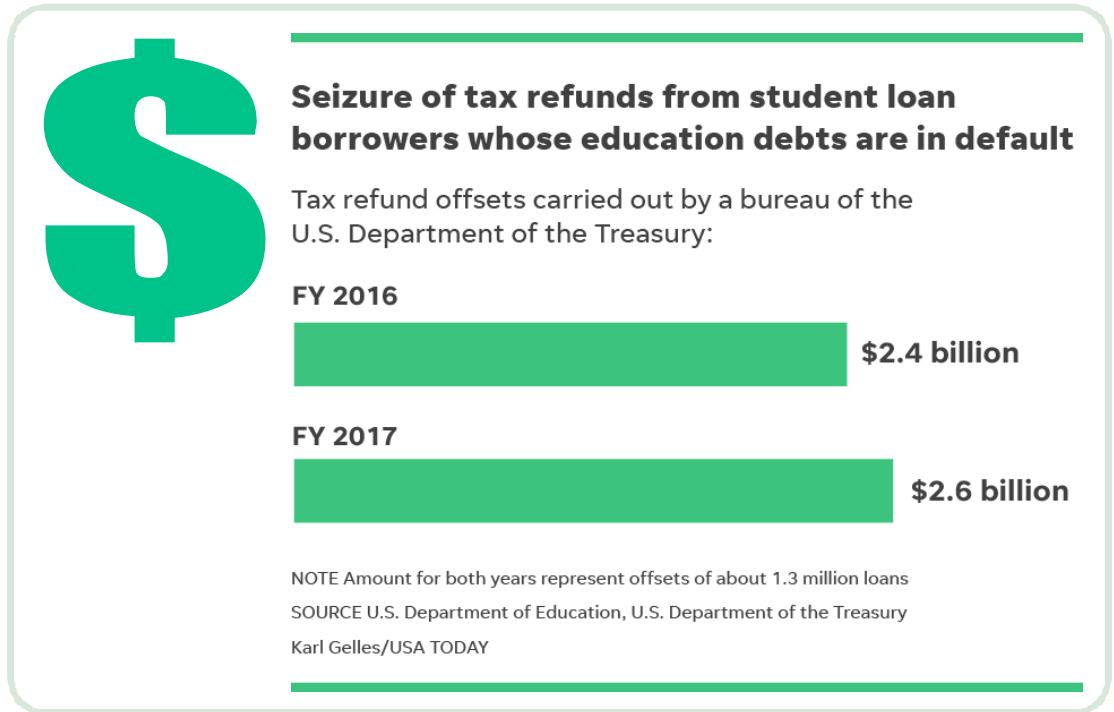 $
Seizure of tax refunds from student loan
borrowers whose education debts are in default
Tax refund offsets carried out by a bureau of the
U.S. Department of the Treasury:
FY 2016
$2.4 billion
FY 2017
$2.6 billion
NOTE Amount for both years represent offsets of about 1.3 million loans
SOURCE U.S. Department of Education, U.S. Department of the Treasury
Karl Gelles/USA TODAY